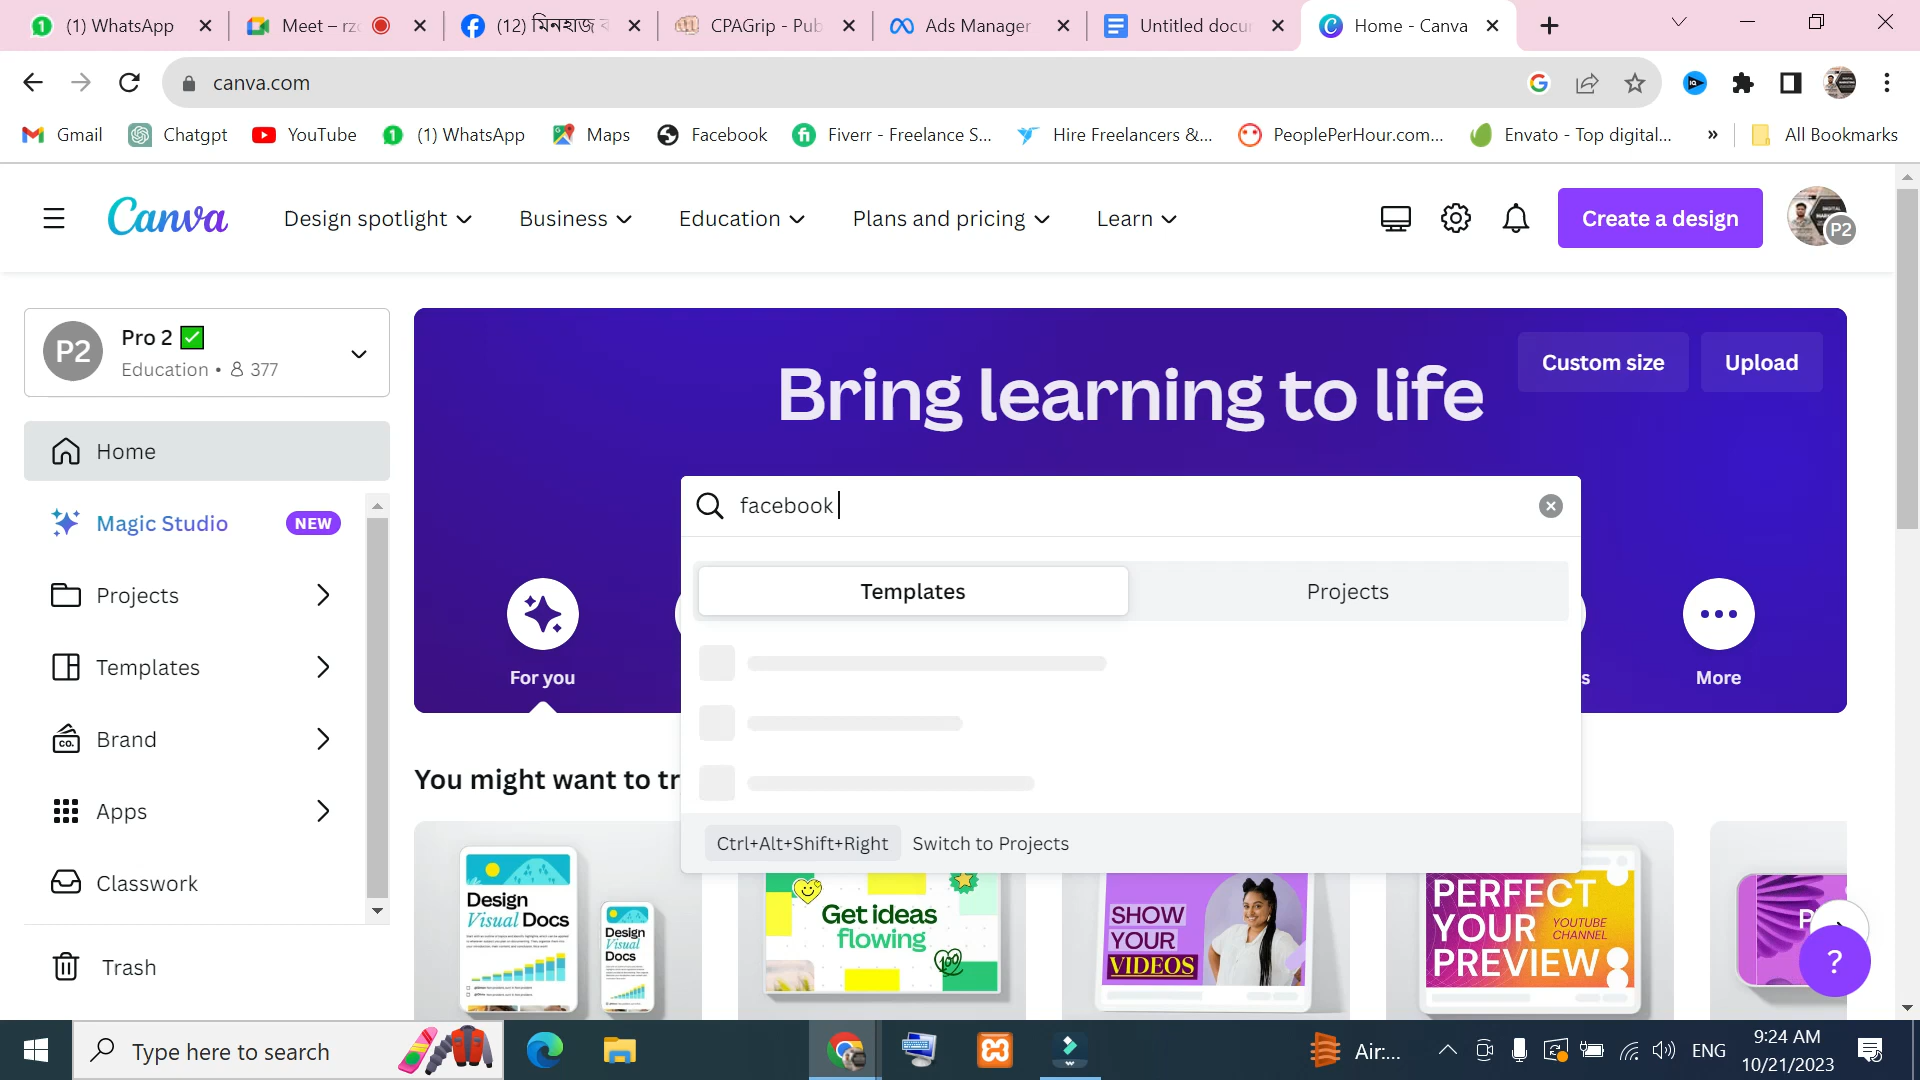 (1) WhatsApp
Meet – rz
(12) মিনহাজ ব
CPAGrip - Pub
Ads Manager
Untitled docu
Home - Canva
canva.com
Gmail
Chatgpt
YouTube
(1) WhatsApp
Maps
Facebook
Fiverr - Freelance S...
Hire Freelancers &...
PeoplePerHour.com...
Envato - Top digital...
»
All Bookmarks
Canva
Design spotlight
Business
Education
Plans and pricing
Learn
Create a design
P2
P2
Pro 2
Education • 377
Home
Magic Studio
NEW
Projects
Templates
Brand
Apps
Classwork
Trash
Bring learning to life
Custom size
Upload
facebook
Templates
Projects
For you
s
More
Ctrl+Alt+Shift+Right
Switch to Projects
You might want to tr
Design
Visual Docs
Design
Visual
Docs
Get ideas
flowing
100
SHOW
YOUR
VIDEOS
PERFECT
YOUR
PREVIEW
YOUTUBE
CHANNEL
?
CO.
Type here to search
Air:...
ENG
9:24 AM
10/21/2023